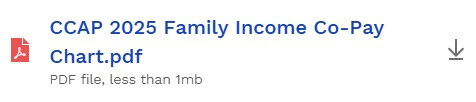 CCAP 2025 Family Income Co-Pay
Chart.pdf
PDF file, less than 1mb